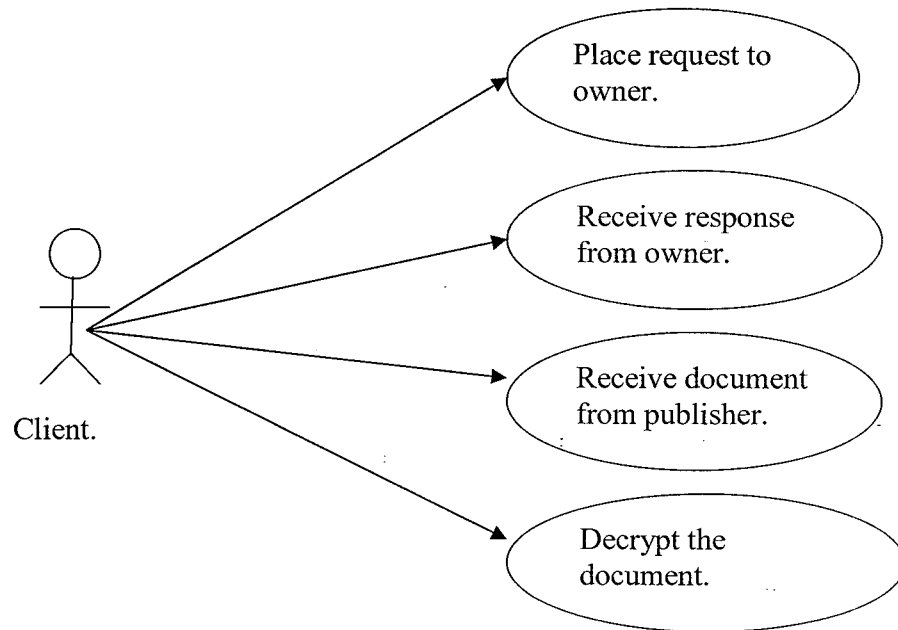 Place request to
owner.
Receive response
from owner.
Receive document
from publisher.
Client.
Decrypt the
document.